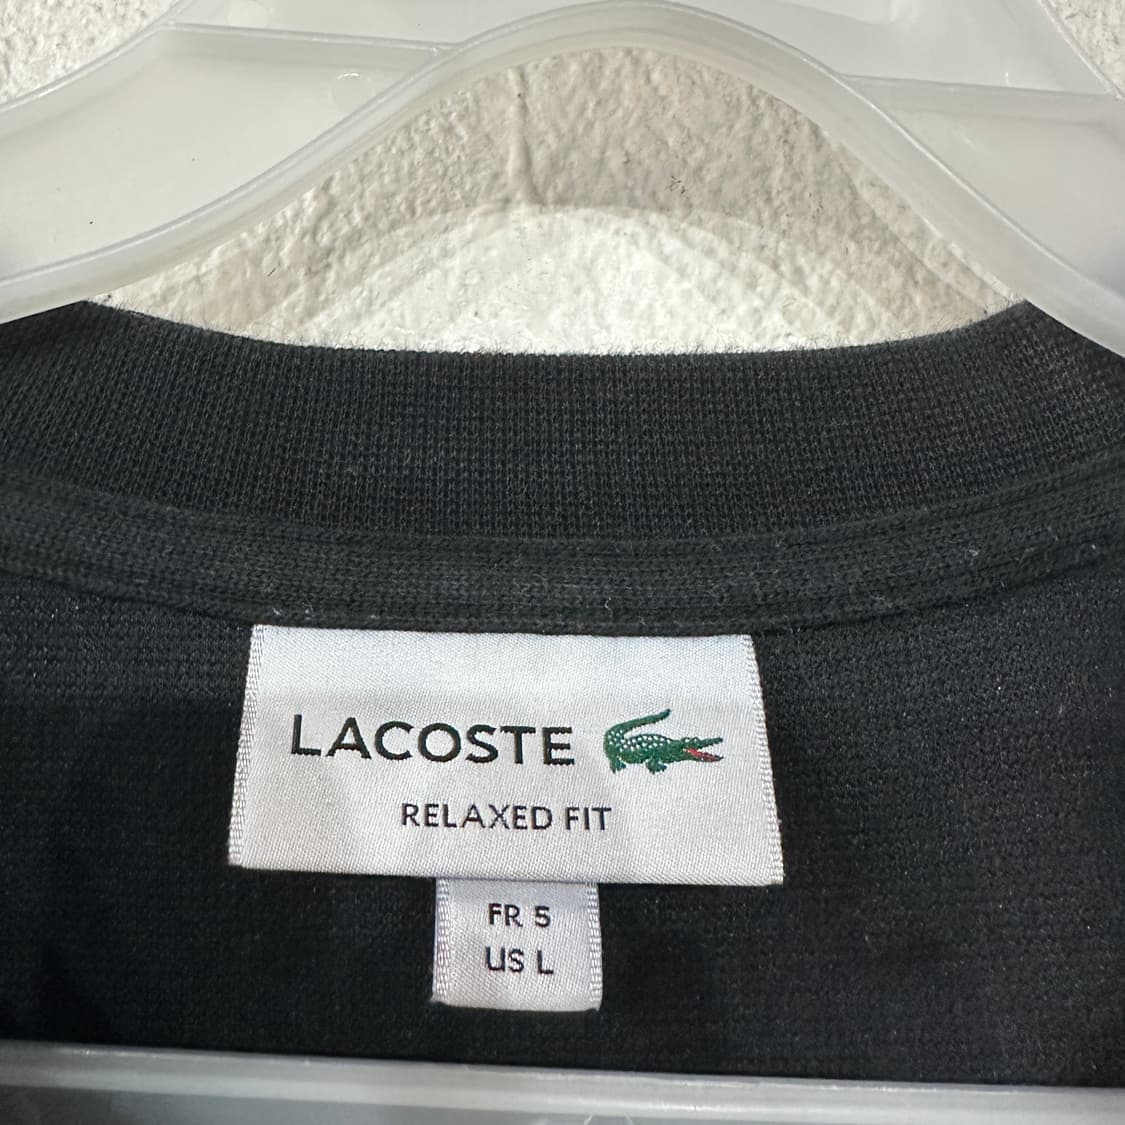 LACOSTE
RELAXED FIT
FR 5
US L